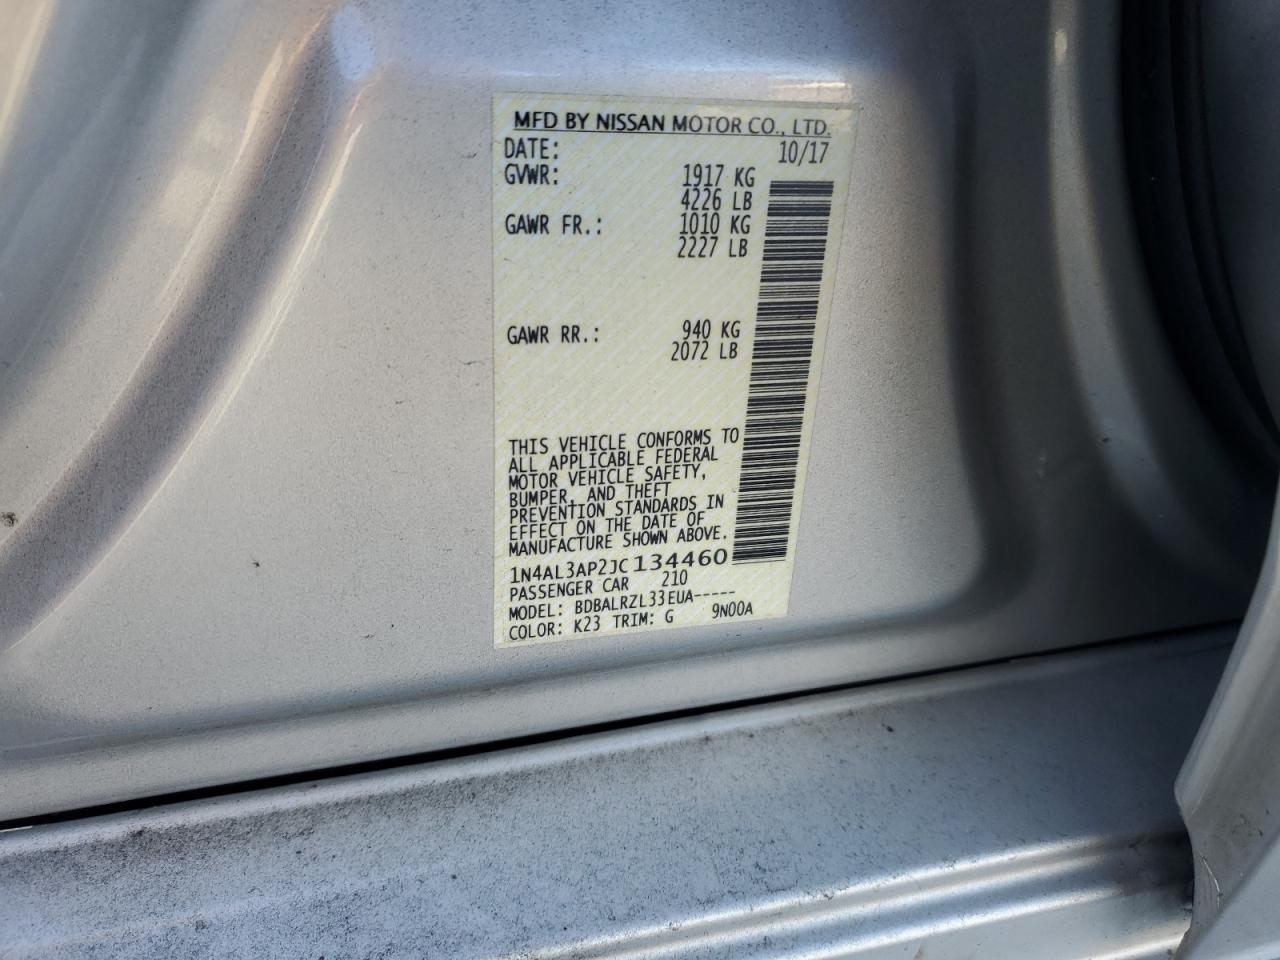 MFD BY NISSAN MOTOR CO., LTD.
DATE: 10/17
GVWR: 1917 KG
4226 LB
GAWR FR.: 1010 KG
2227 LB
GAWR RR.: 940 KG
2072 LB
THIS VEHICLE CONFORMS TO
ALL APPLICABLE FEDERAL
MOTOR VEHICLE SAFETY,
BUMPER, AND THEFT
PREVENTION STANDARDS IN
EFFECT ON THE DATE OF
MANUFACTURE SHOWN ABOVE.
1N4AL3AP2JC134460
PASSENGER CAR 210
MODEL: BDBALRZL33EUA-----
COLOR: K23 TRIM: G 9N00A